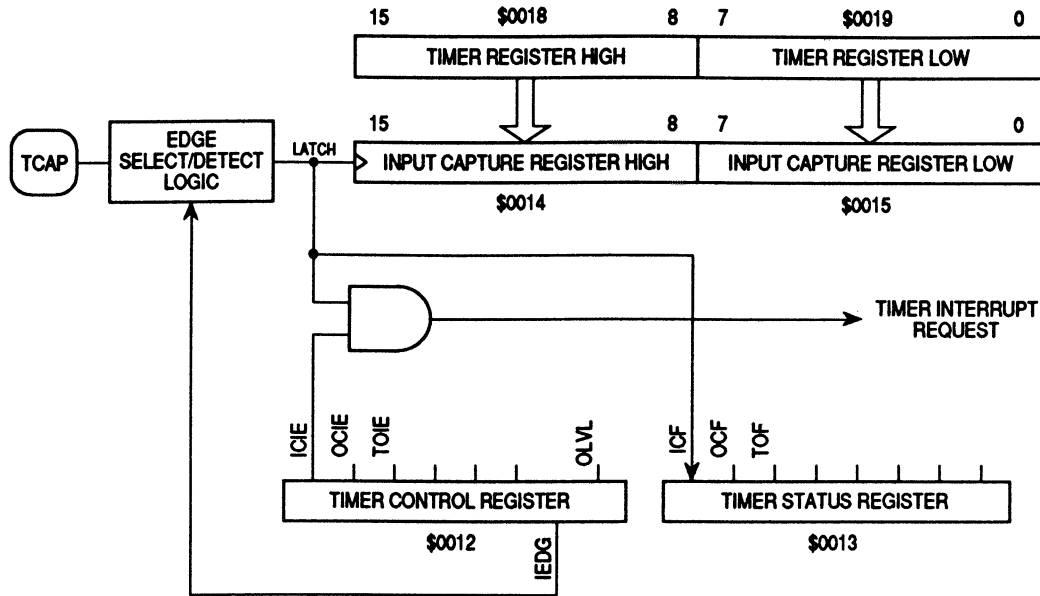 15 $0018 8 7 $0019 0
TIMER REGISTER HIGH TIMER REGISTER LOW
15 8 7 0
TCAP
EDGE
SELECT/DETECT
LOGIC
LATCH
INPUT CAPTURE REGISTER HIGH INPUT CAPTURE REGISTER LOW
$0014 $0015
TIMER INTERRUPT
REQUEST
ICIE
OCIE
TOIE
OLVL
ICF
OCF
TOF
TIMER CONTROL REGISTER
TIMER STATUS REGISTER
$0012
IEDG
$0013